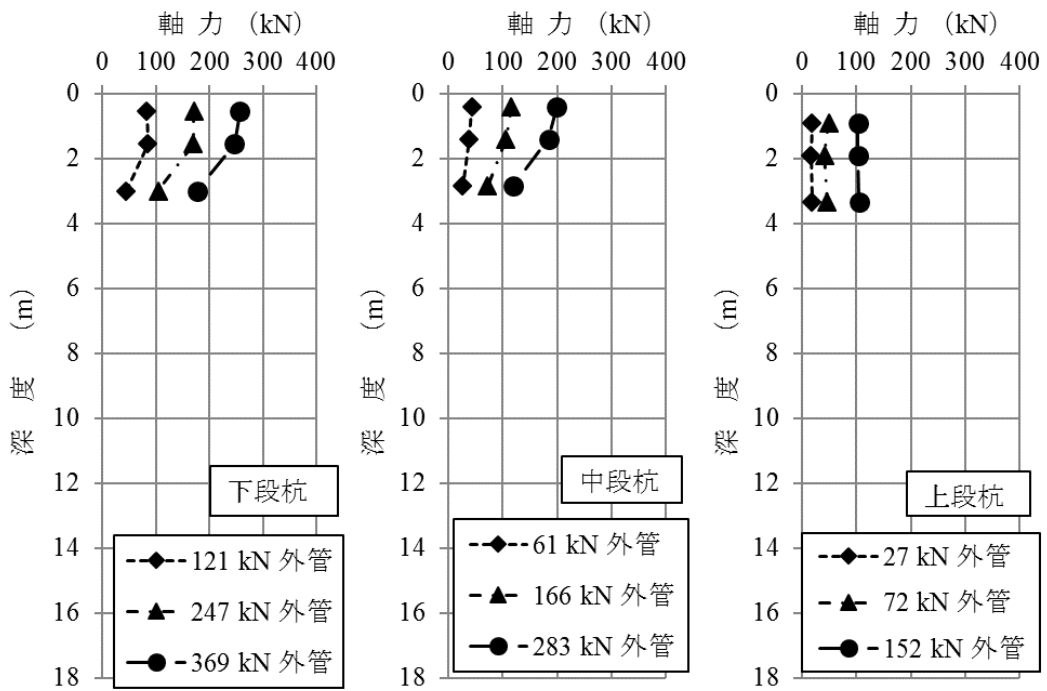 軸 力 （kN）
0 100 200 300 400
0
2
4
6
8
10
12
14
16
18
深 度 （m）
下段杭
121 kN 外管
247 kN 外管
369 kN 外管
軸 力 （kN）
0 100 200 300 400
0
2
4
6
8
10
12
14
16
18
深 度 （m）
中段杭
61 kN 外管
166 kN 外管
283 kN 外管
軸 力 （kN）
0 100 200 300 400
0
2
4
6
8
10
12
14
16
18
深 度 （m）
上段杭
27 kN 外管
72 kN 外管
152 kN 外管